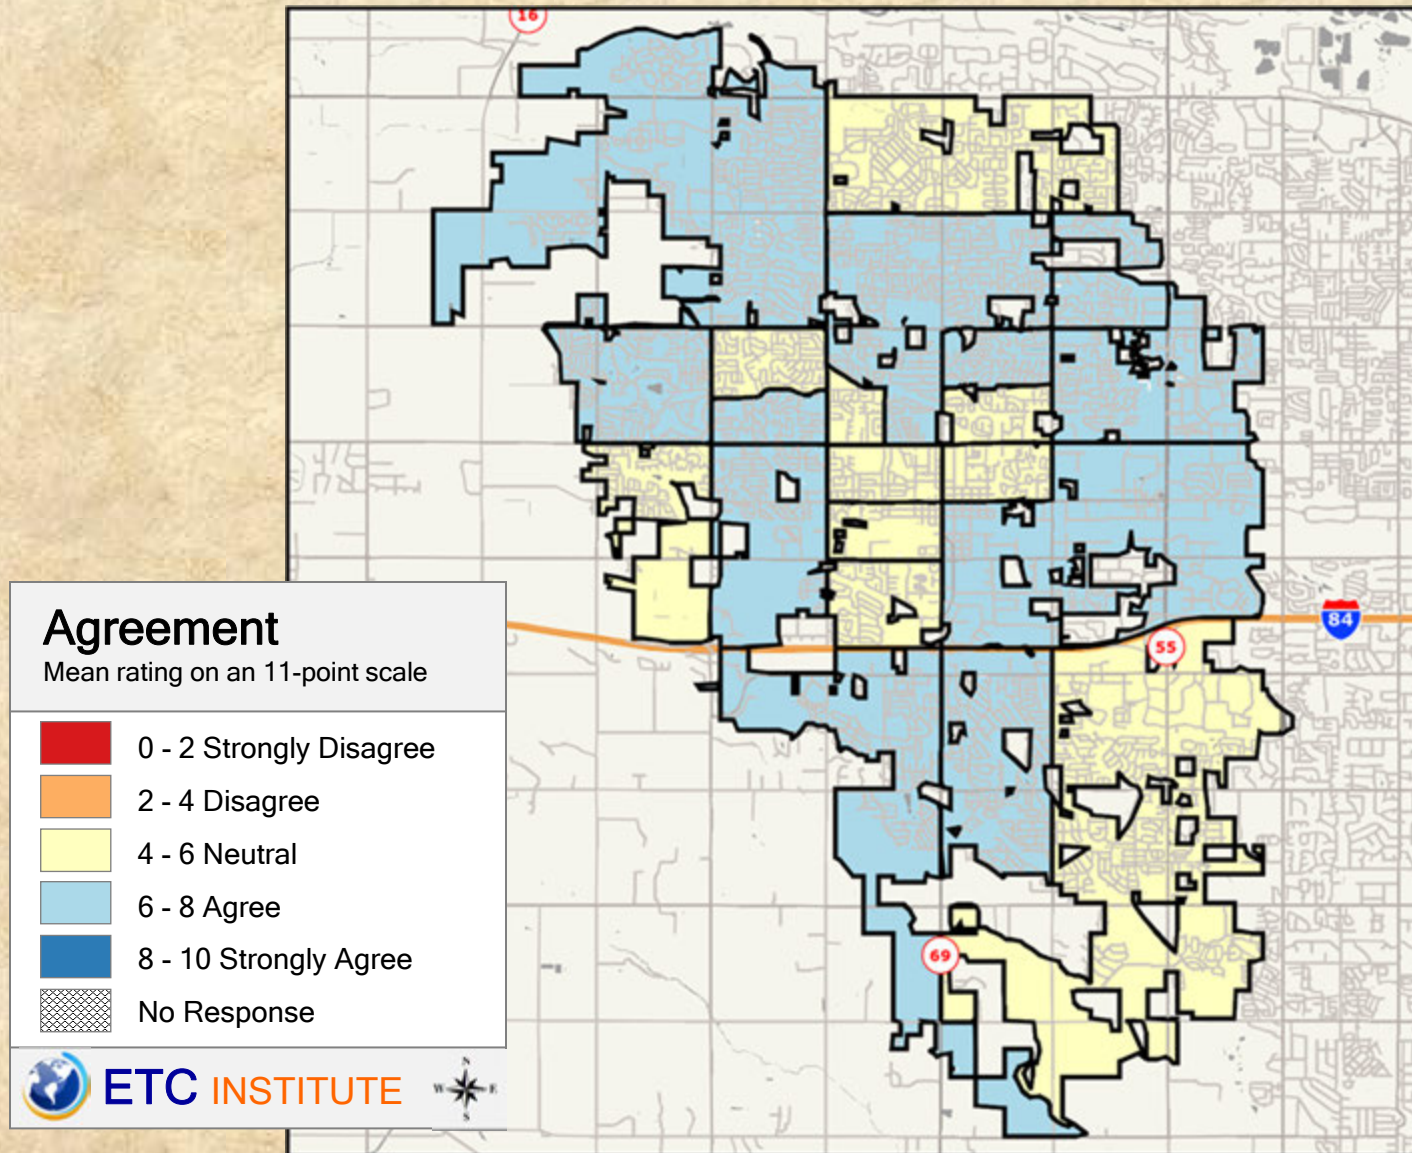 16
84
55
69
Agreement
Mean rating on an 11-point scale
0 - 2 Strongly Disagree
2 - 4 Disagree
4 - 6 Neutral
6 - 8 Agree
8 - 10 Strongly Agree
No Response
ETC INSTITUTE
N
W E
S